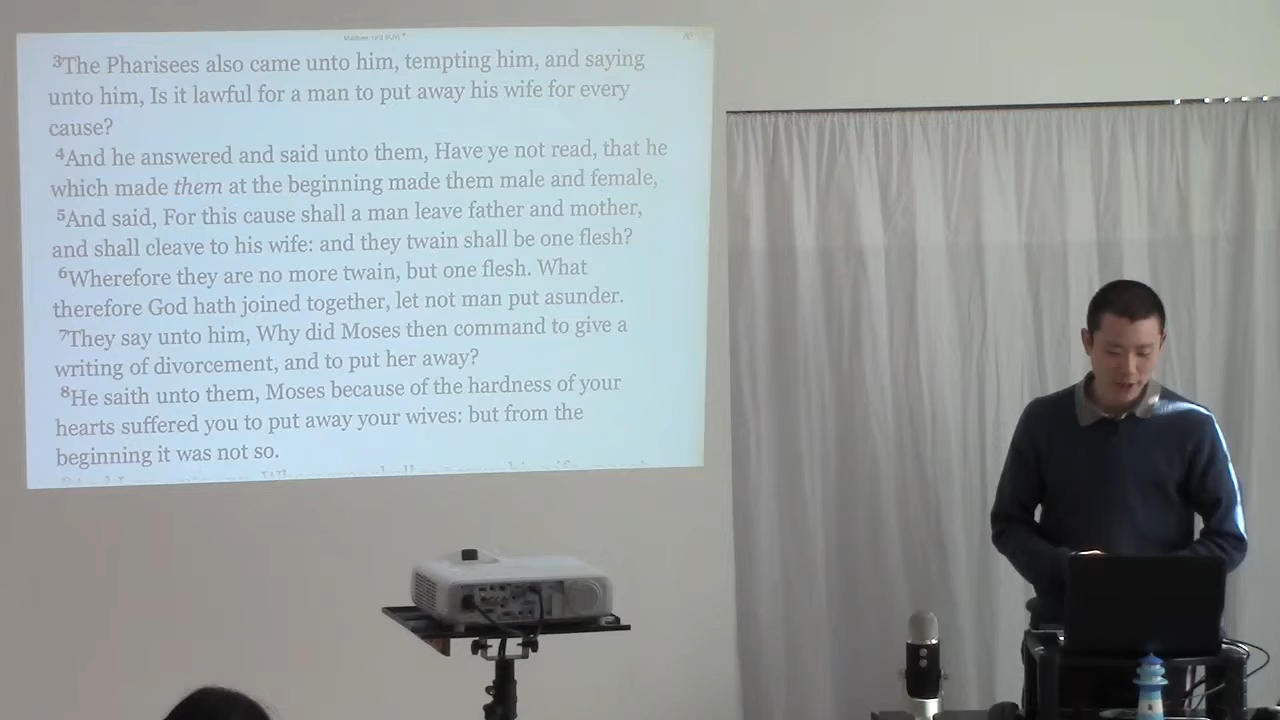 Matthew 19:3 (KJV)
³The Pharisees also came unto him, tempting him, and saying
unto him, Is it lawful for a man to put away his wife for every
cause?
⁴And he answered and said unto them, Have ye not read, that he
which made them at the beginning made them male and female,
⁵And said, For this cause shall a man leave father and mother,
and shall cleave to his wife: and they twain shall be one flesh?
⁶Wherefore they are no more twain, but one flesh. What
therefore God hath joined together, let not man put asunder.
⁷They say unto him, Why did Moses then command to give a
writing of divorcement, and to put her away?
⁸He saith unto them, Moses because of the hardness of your
hearts suffered you to put away your wives: but from the
beginning it was not so.